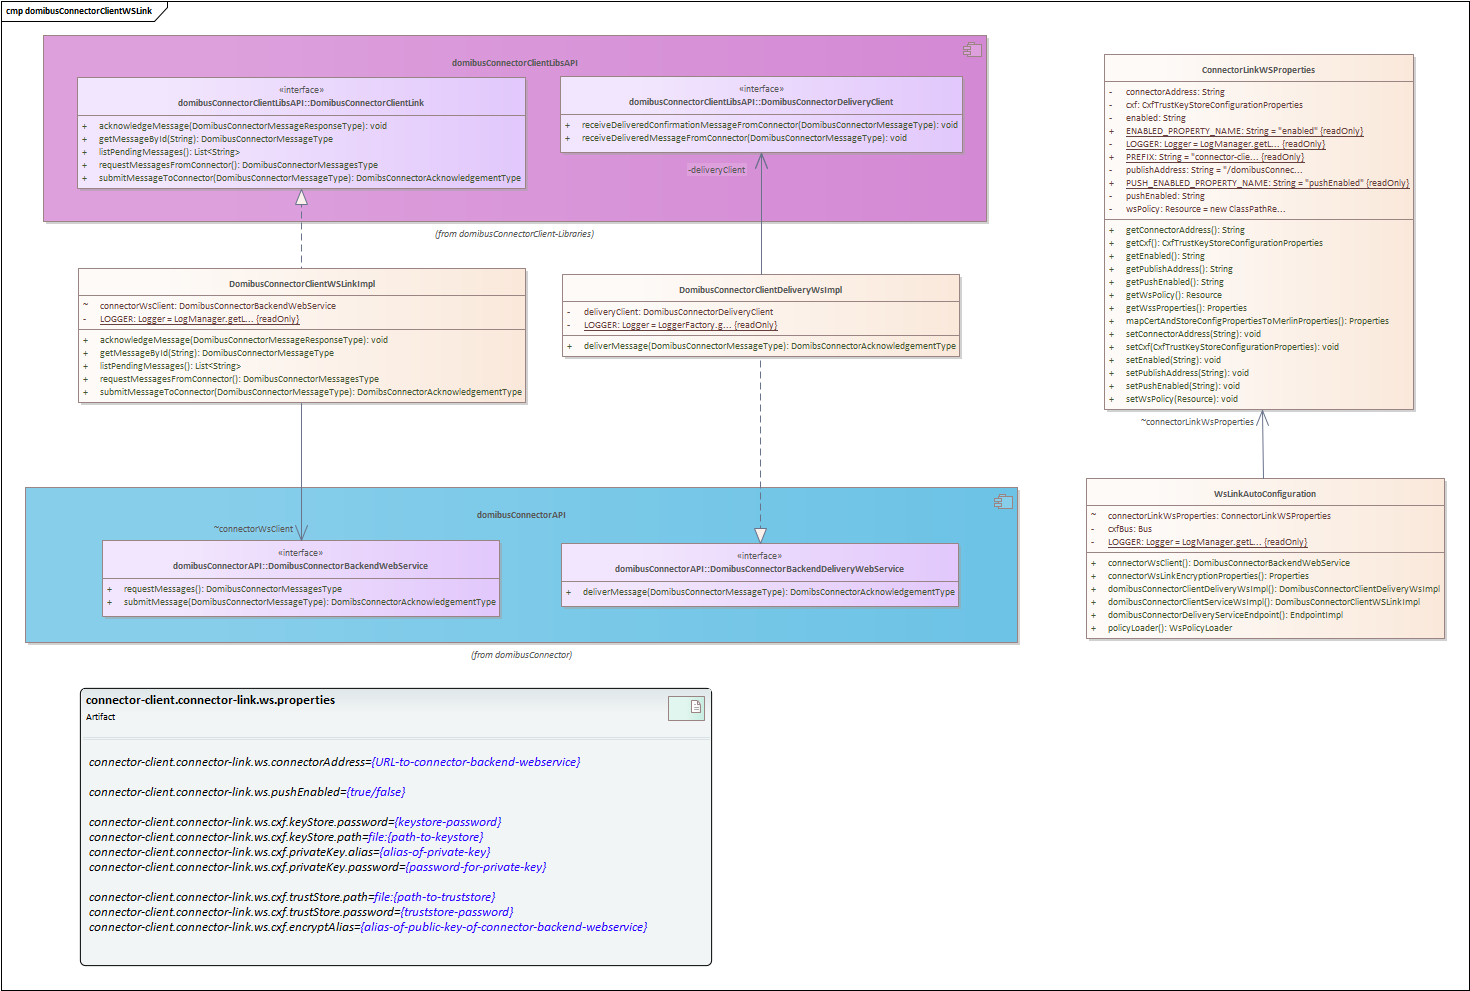 cmp domibusConnectorClientWSLink
domibusConnectorClientLibsAPI
«interface»
domibusConnectorClientLibsAPI::DomibusConnectorClientLink
+ acknowledgeMessage(DomibusConnectorMessageResponseType): void
+ getMessageById(String): DomibusConnectorMessageType
+ listPendingMessages(): List<String>
+ requestMessagesFromConnector(): DomibusConnectorMessagesType
+ submitMessageToConnector(DomibusConnectorMessageType): DomibsConnectorAcknowledgementType
«interface»
domibusConnectorClientLibsAPI::DomibusConnectorDeliveryClient
+ receiveDeliveredConfirmationMessageFromConnector(DomibusConnectorMessageType): void
+ receiveDeliveredMessageFromConnector(DomibusConnectorMessageType): void
-deliveryClient
(from domibusConnectorClient-Libraries)
DomibusConnectorClientWSLinkImpl
~ connectorWsClient: DomibusConnectorBackendWebService
- LOGGER: Logger = LogManager.getL... {readOnly}
+ acknowledgeMessage(DomibusConnectorMessageResponseType): void
+ getMessageById(String): DomibusConnectorMessageType
+ listPendingMessages(): List<String>
+ requestMessagesFromConnector(): DomibusConnectorMessagesType
+ submitMessageToConnector(DomibusConnectorMessageType): DomibsConnectorAcknowledgementType
DomibusConnectorClientDeliveryWsImpl
- deliveryClient: DomibusConnectorDeliveryClient
- LOGGER: Logger = LoggerFactory.g... {readOnly}
+ deliverMessage(DomibusConnectorMessageType): DomibsConnectorAcknowledgementType
ConnectorLinkWSProperties
- connectorAddress: String
- cxf: CxfTrustKeyStoreConfigurationProperties
- enabled: String
+ ENABLED_PROPERTY_NAME: String = "enabled" {readOnly}
- LOGGER: Logger = LogManager.getL... {readOnly}
+ PREFIX: String = "connector-clie... {readOnly}
- publishAddress: String = "/domibusConnec...
+ PUSH_ENABLED_PROPERTY_NAME: String = "pushEnabled" {readOnly}
- pushEnabled: String
- wsPolicy: Resource = new ClassPathRe...
+ getConnectorAddress(): String
+ getCxf(): CxfTrustKeyStoreConfigurationProperties
+ getEnabled(): String
+ getPublishAddress(): String
+ getPushEnabled(): String
+ getWsPolicy(): Resource
+ getWssProperties(): Properties
+ mapCertAndStoreConfigPropertiesToMerlinProperties(): Properties
+ setConnectorAddress(String): void
+ setCxf(CxfTrustKeyStoreConfigurationProperties): void
+ setEnabled(String): void
+ setPublishAddress(String): void
+ setPushEnabled(String): void
+ setWsPolicy(Resource): void
~connectorLinkWsProperties
WsLinkAutoConfiguration
~ connectorLinkWsProperties: ConnectorLinkWSProperties
- cxfBus: Bus
- LOGGER: Logger = LogManager.getL... {readOnly}
+ connectorWsClient(): DomibusConnectorBackendWebService
+ connectorWsLinkEncryptionProperties(): Properties
+ domibusConnectorClientDeliveryWsImpl(): DomibusConnectorClientDeliveryWsImpl
+ domibusConnectorClientServiceWsImpl(): DomibusConnectorClientWSLinkImpl
+ domibusConnectorDeliveryServiceEndpoint(): EndpointImpl
+ policyLoader(): WsPolicyLoader
domibusConnectorAPI
~connectorWsClient
«interface»
domibusConnectorAPI::DomibusConnectorBackendWebService
+ requestMessages(): DomibusConnectorMessagesType
+ submitMessage(DomibusConnectorMessageType): DomibsConnectorAcknowledgementType
«interface»
domibusConnectorAPI::DomibusConnectorBackendDeliveryWebService
+ deliverMessage(DomibusConnectorMessageType): DomibsConnectorAcknowledgementType
(from domibusConnector)
connector-client.connector-link.ws.properties
Artifact
connector-client.connector-link.ws.connectorAddress={URL-to-connector-backend-webservice}
connector-client.connector-link.ws.pushEnabled={true/false}
connector-client.connector-link.ws.cxf.keyStore.password={keystore-password}
connector-client.connector-link.ws.cxf.keyStore.path=file:{path-to-keystore}
connector-client.connector-link.ws.cxf.privateKey.alias={alias-of-private-key}
connector-client.connector-link.ws.cxf.privateKey.password={password-for-private-key}
connector-client.connector-link.ws.cxf.trustStore.path=file:{path-to-truststore}
connector-client.connector-link.ws.cxf.trustStore.password={truststore-password}
connector-client.connector-link.ws.cxf.encryptAlias={alias-of-public-key-of-connector-backend-webservice}